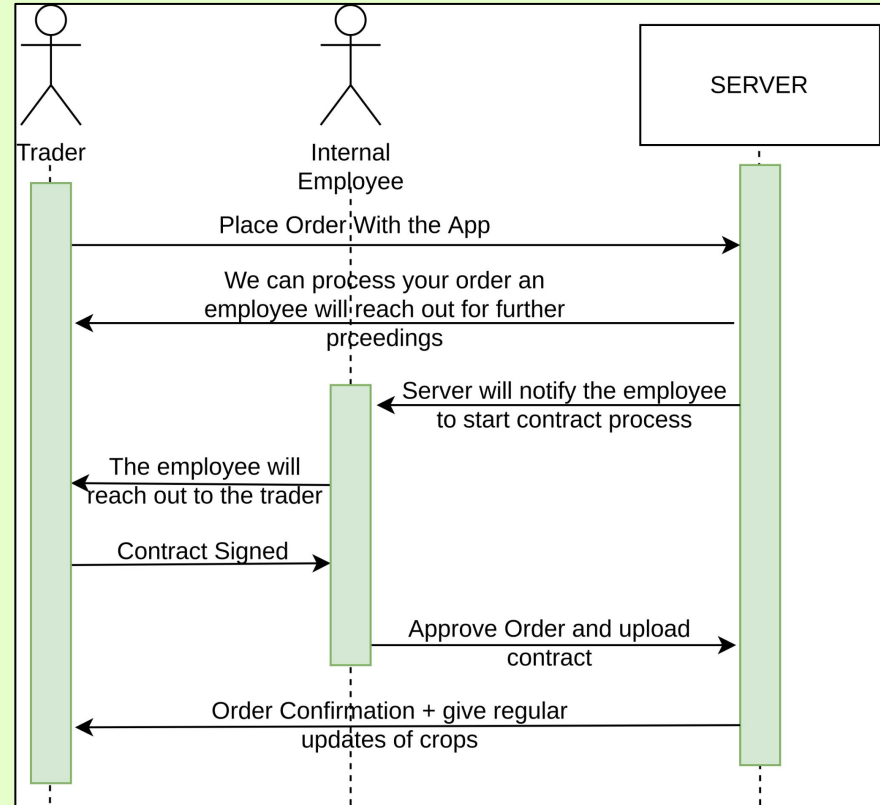 Trader
Internal
Employee
SERVER
Place Order With the App
We can process your order an
employee will reach out for further
prceedings
Server will notify the employee
to start contract process
The employee will
reach out to the trader
Contract Signed
Approve Order and upload
contract
Order Confirmation + give regular
updates of crops